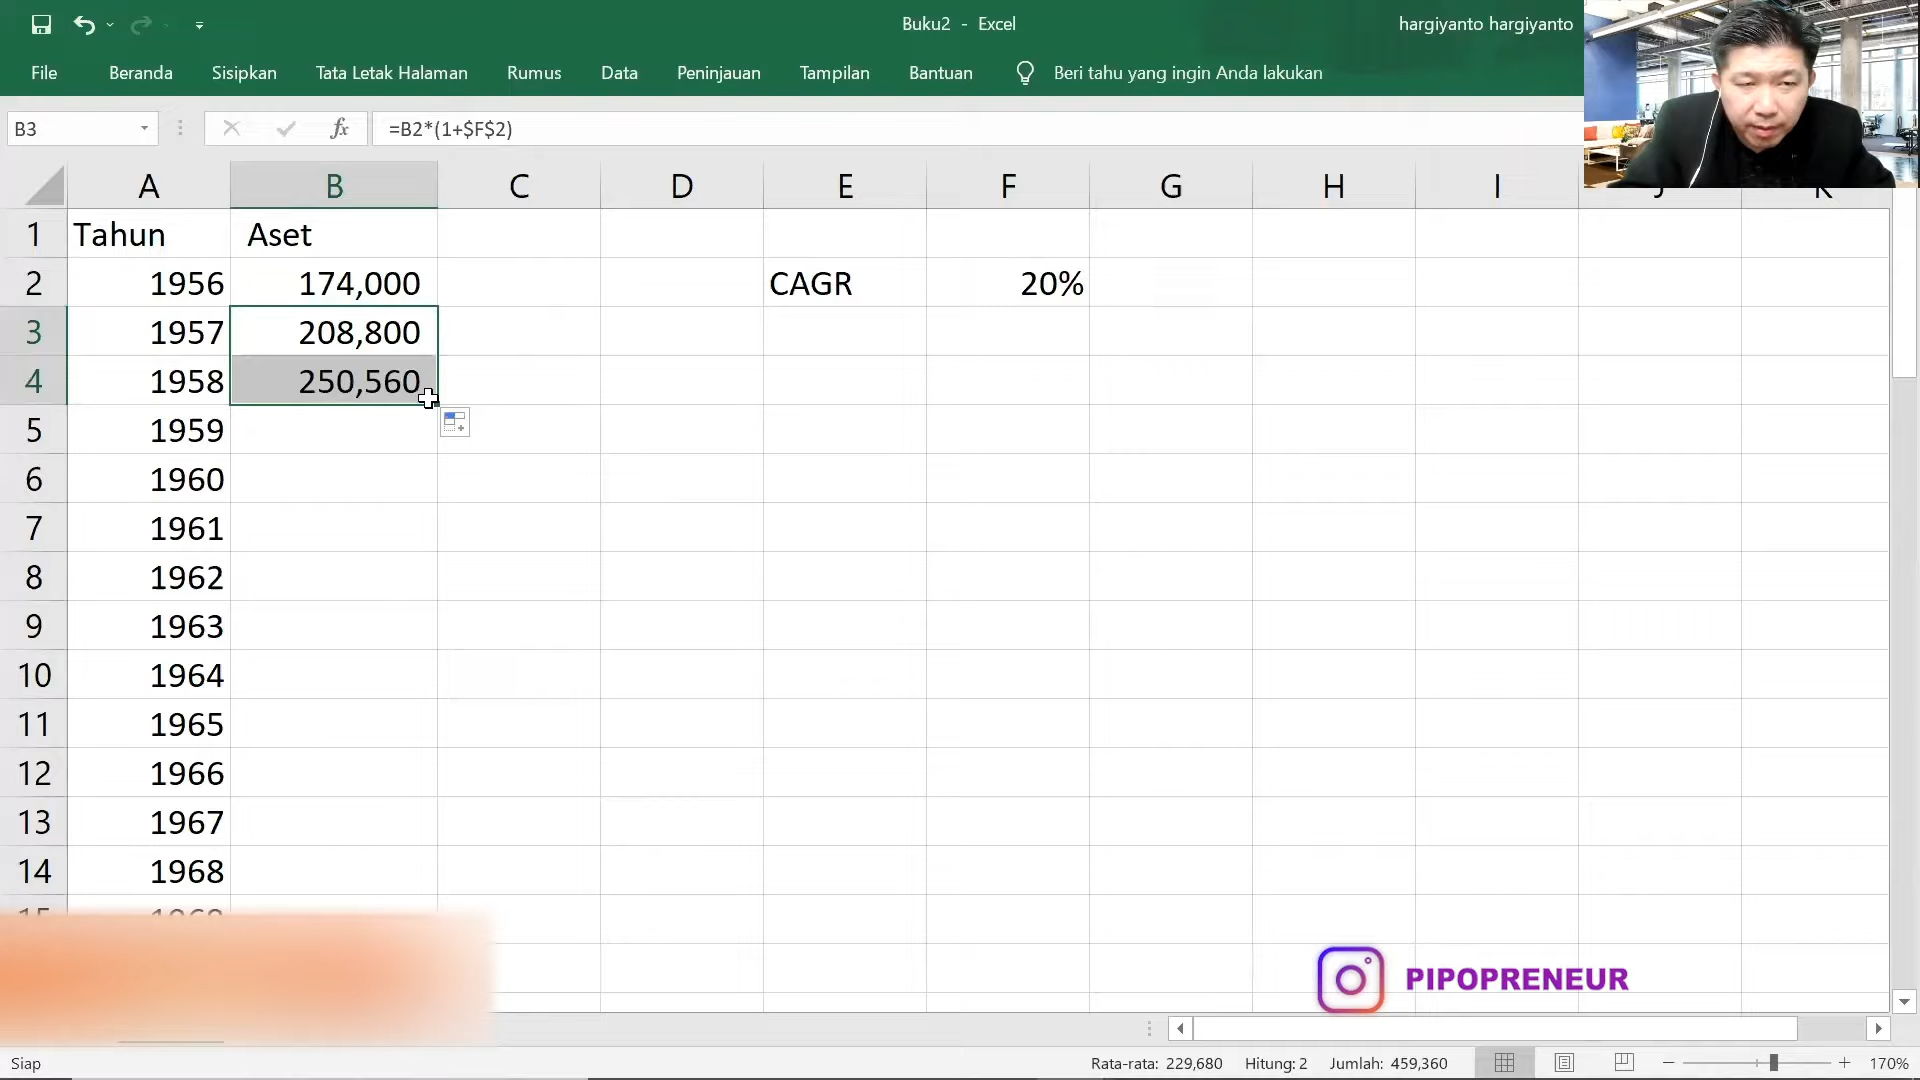 Buku2 - Excel
hargiyanto hargiyanto
File Beranda Sisipkan Tata Letak Halaman Rumus Data Peninjauan Tampilan Bantuan Beri tahu yang ingin Anda lakukan
B3 fx =B2*(1+$F$2)
A B C D E F G H I J K
1 Tahun Aset
2 1956 174,000 CAGR 20%
3 1957 208,800
4 1958 250,560
5 1959
6 1960
7 1961
8 1962
9 1963
10 1964
11 1965
12 1966
13 1967
14 1968
15 1969
PIPOPRENEUR
Siap Rata-rata: 229,680 Hitung: 2 Jumlah: 459,360 170%